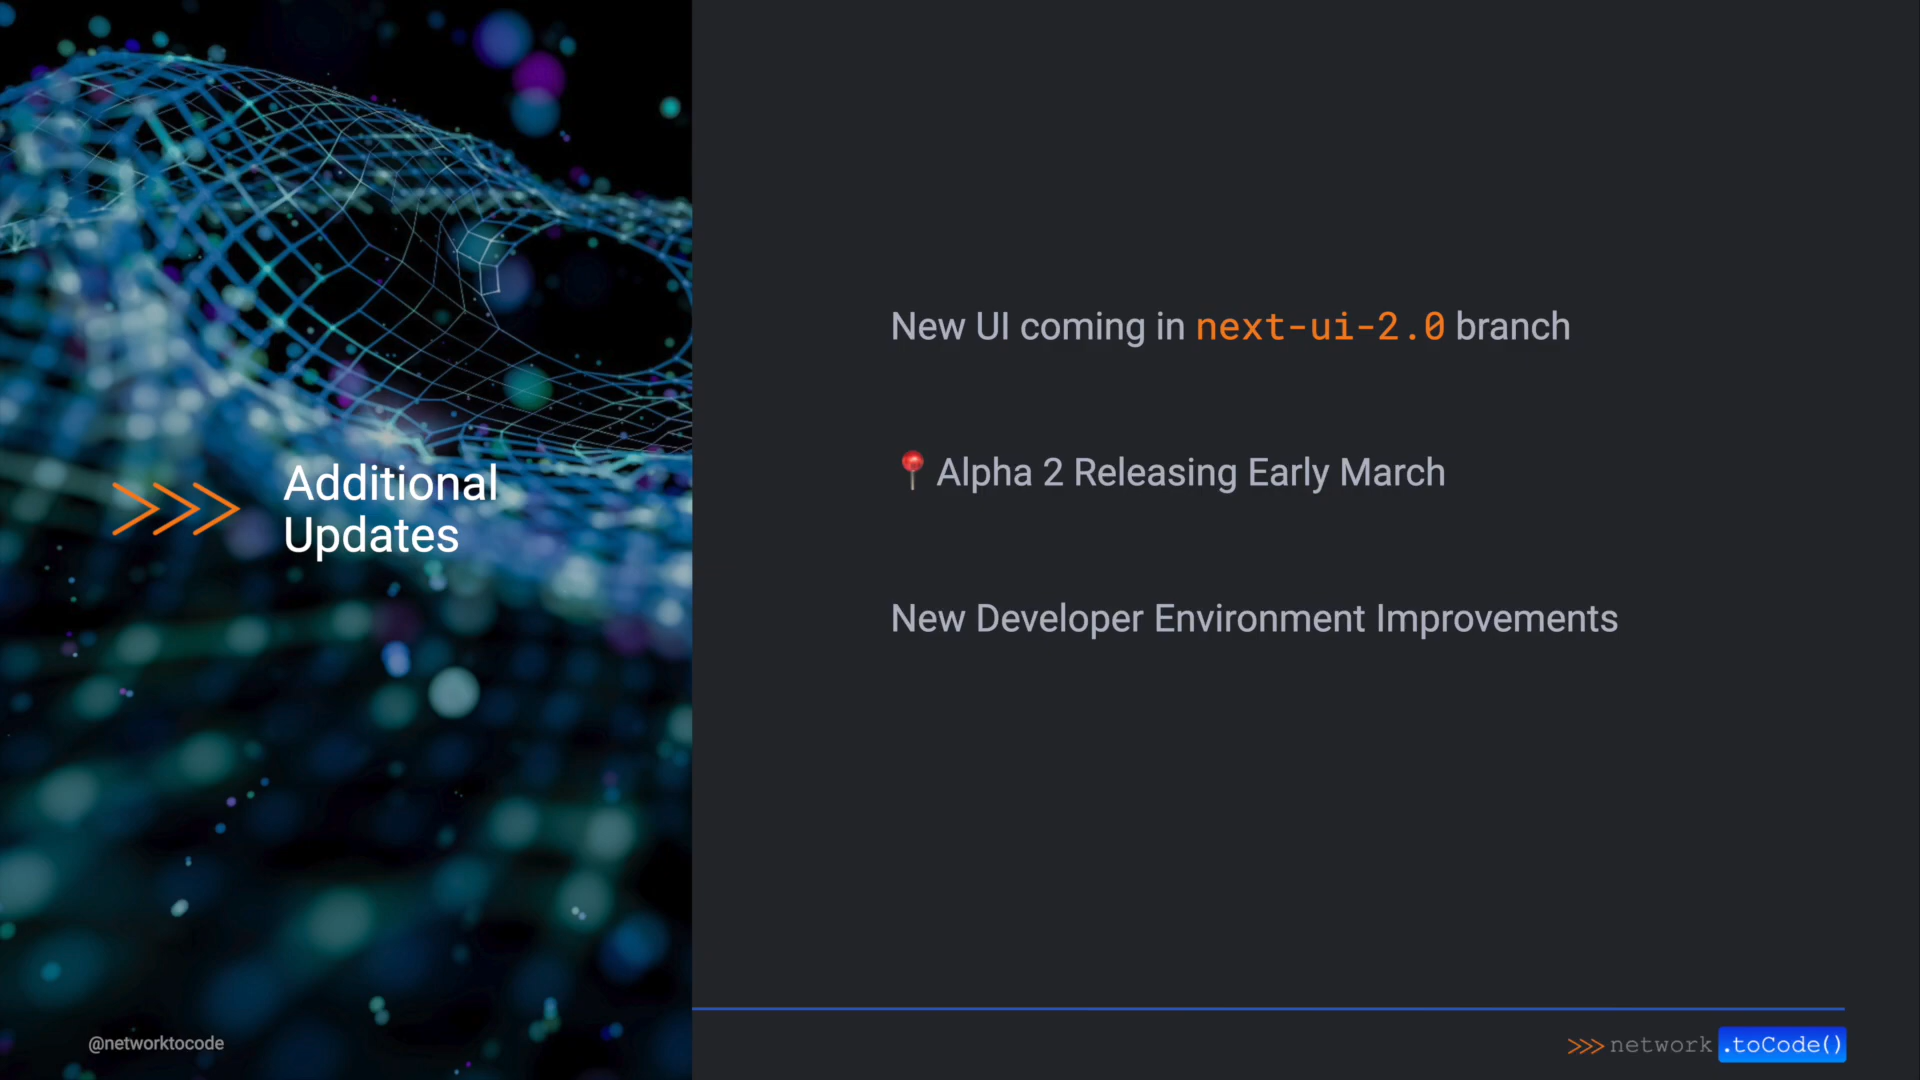 Additional
Updates
New UI coming in next-ui-2.0 branch
📍 Alpha 2 Releasing Early March
New Developer Environment Improvements
@networktocode
>>> network .toCode()